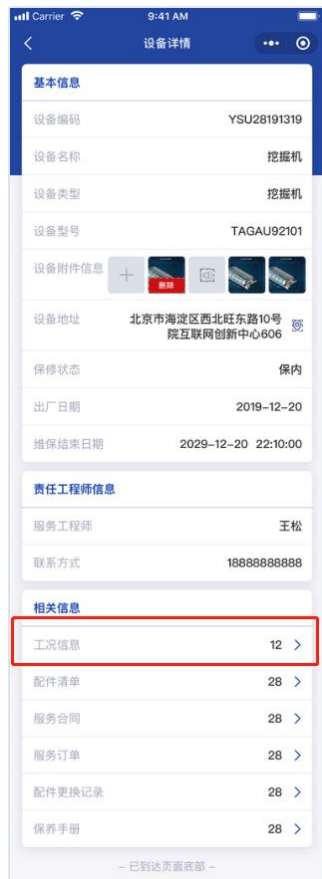 Carrier 9:41 AM
设备详情
基本信息
设备编码 YSU28191319
设备名称 挖掘机
设备类型 挖掘机
设备型号 TAGAU92101
设备附件信息 删除
设备地址 北京市海淀区西北旺东路10号
院互联网创新中心606
保修状态 保内
出厂日期 2019-12-20
维保结束日期 2029-12-20 22:10:00
责任工程师信息
服务工程师 王松
联系方式 18888888888
相关信息
工况信息 12
配件清单 28
服务合同 28
服务订单 28
配件更换记录 28
保养手册 28
- 已到达页面底部 -